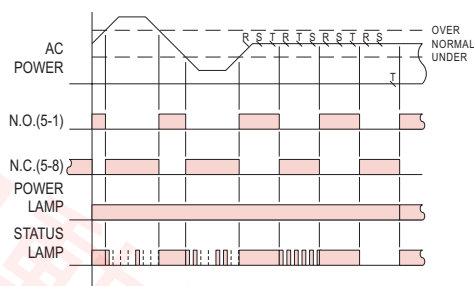 OVER
R S T R T S R S T R S
AC
POWER
NORMAL
UNDER
T
N.O.(5-1)
N.C.(5-8)
POWER
LAMP
STATUS
LAMP